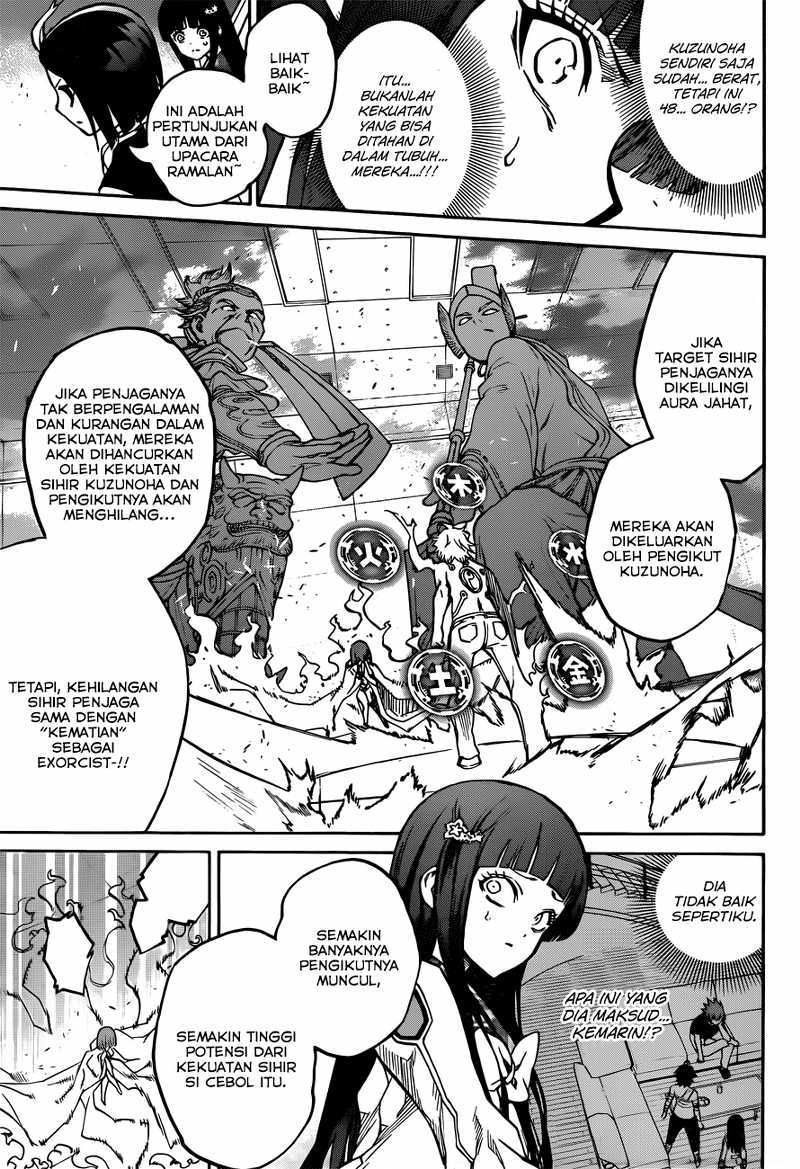 KUZUNOHA
SENDIRI SAJA
SUDAH... BERAT,
TETAPI INI
48... ORANG!?
ITU...
BUKANLAH
KEKUATAN
YANG BISA
DITAHAN DI
DALAM TUBUH...
MEREKA...!!!
LIHAT
BAIK-
BAIK~
INI ADALAH
PERTUNJUKAN
UTAMA DARI
UPACARA
RAMALAN~
JIKA
TARGET SIHIR
PENJAGANYA
DIKELILINGI
AURA JAHAT,
MEREKA AKAN
DIKELUARKAN
OLEH PENGIKUT
KUZUNOHA.
JIKA PENJAGANYA
TAK BERPENGALAMAN
DAN KURANGAN DALAM
KEKUATAN, MEREKA
AKAN DIHANCURKAN
OLEH KEKUATAN
SIHIR KUZUNOHA DAN
PENGIKUTNYA AKAN
MENGHILANG...
木
火
水
土
金
TETAPI, KEHILANGAN
SIHIR PENJAGA
SAMA DENGAN
"KEMATIAN"
SEBAGAI
EXORCIST-!!
DIA
TIDAK BAIK
SEPERTIKU.
APA INI YANG
DIA MAKSUD...
KEMARIN!?
SEMAKIN
BANYAKNYA
PENGIKUTNYA
MUNCUL,
SEMAKIN TINGGI
POTENSI DARI
KEKUATAN SIHIR
SI CEBOL ITU.